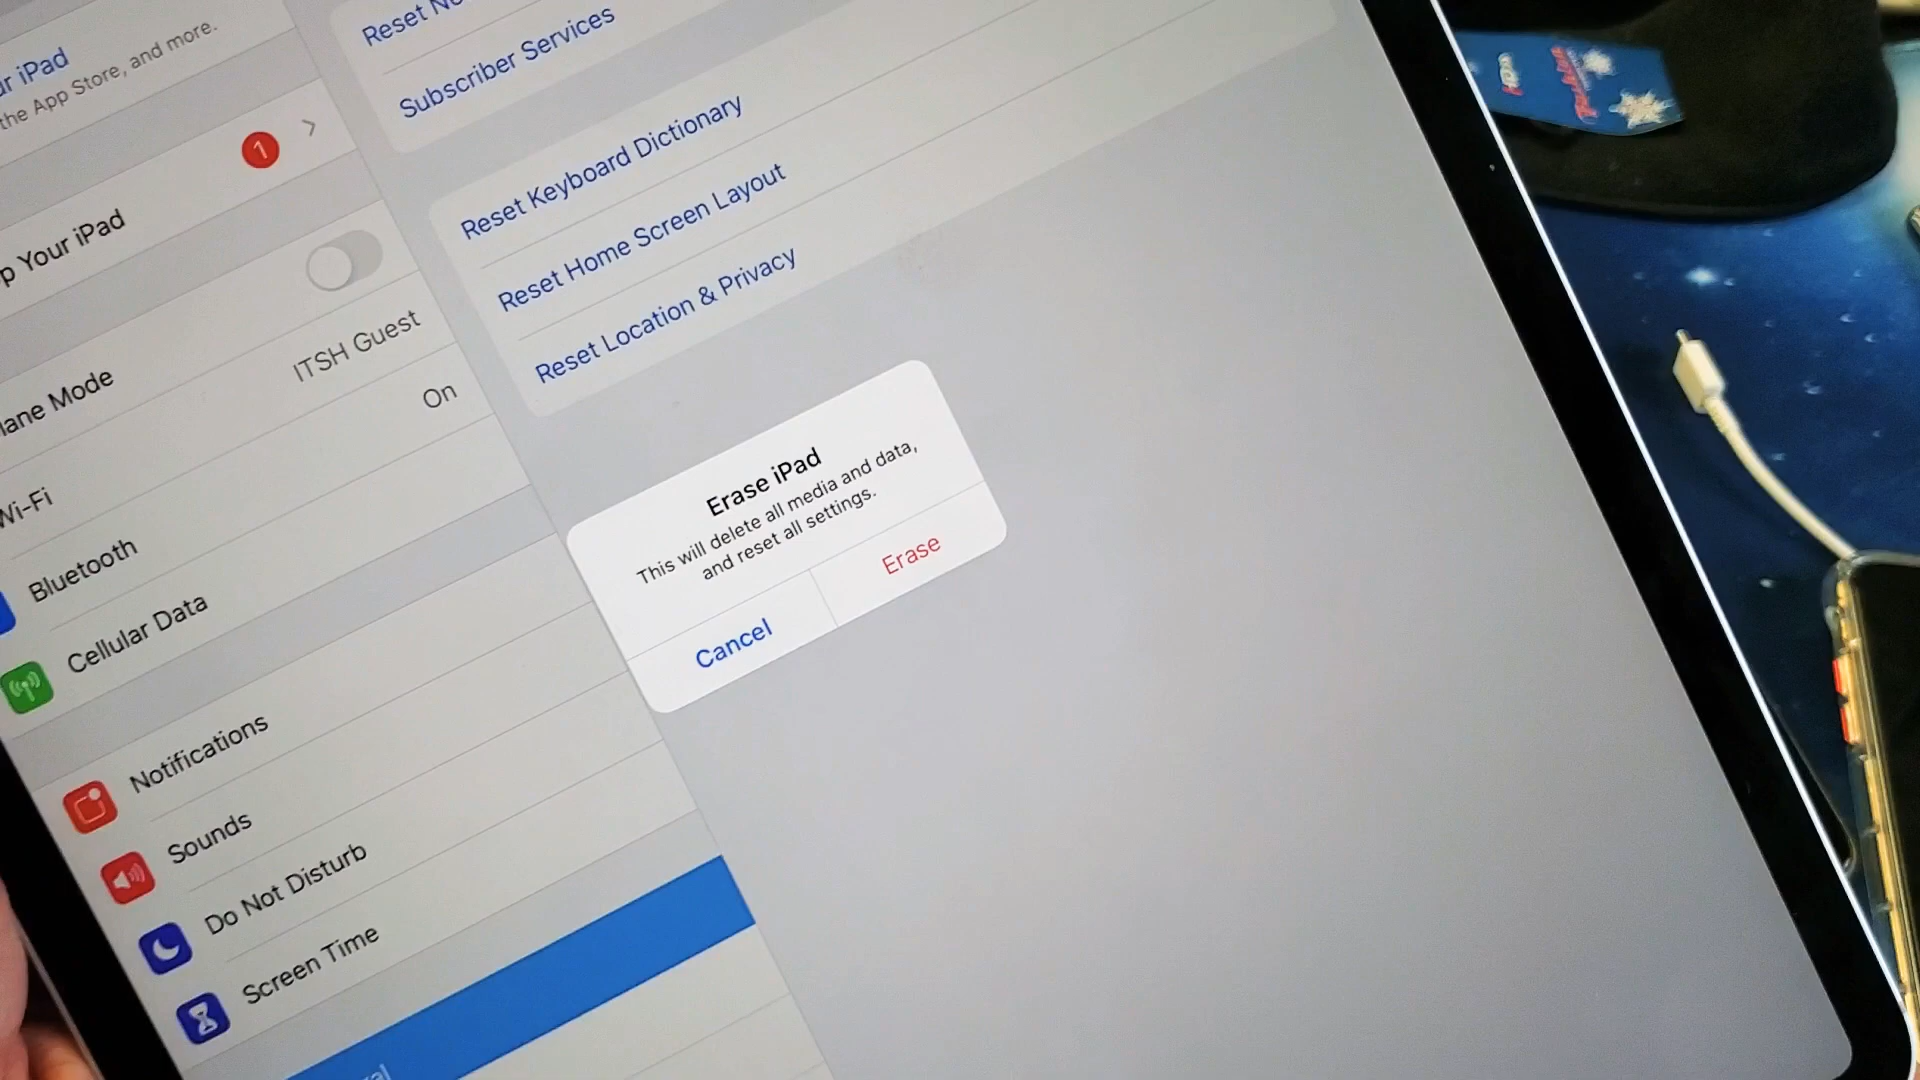 ur iPad
the App Store, and more.
1
p Your iPad
lane Mode
Wi-Fi
ITSH Guest
Bluetooth
On
Cellular Data
Notifications
Sounds
Do Not Disturb
Screen Time
Reset
Subscriber Services
Reset Keyboard Dictionary
Reset Home Screen Layout
Reset Location & Privacy
Erase iPad
This will delete all media and data,
and reset all settings.
Cancel
Erase